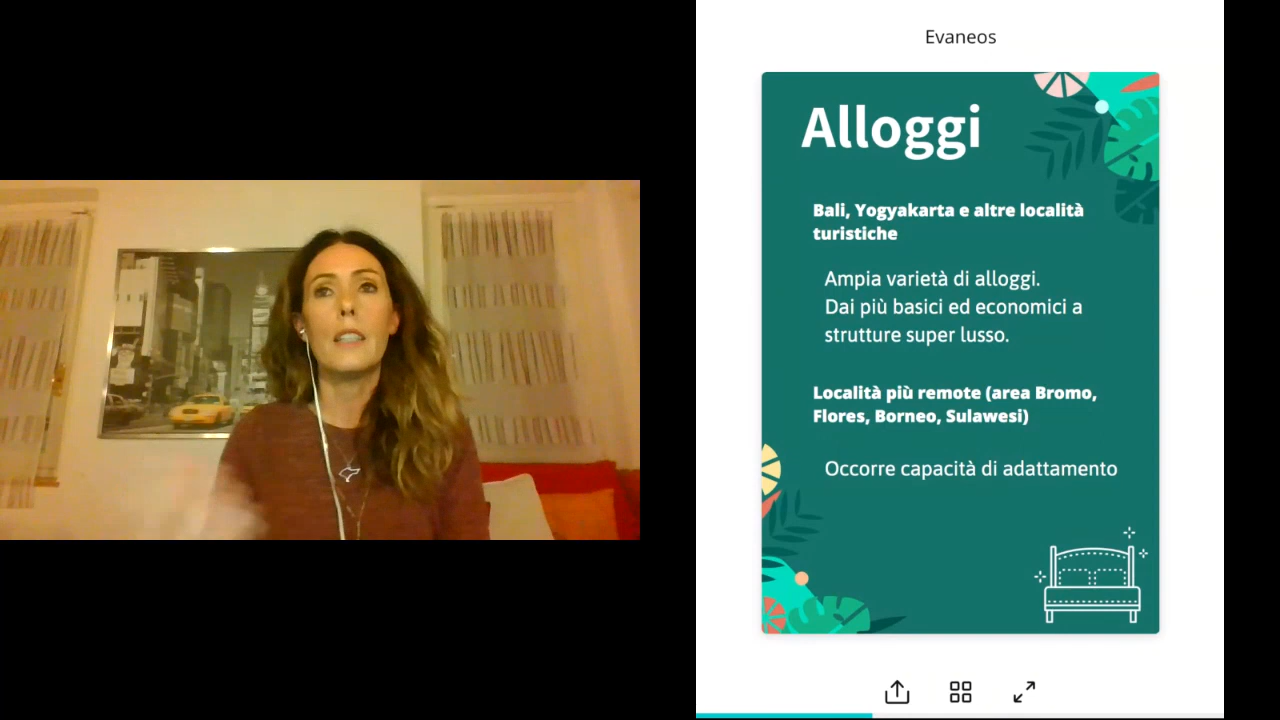 Evaneos
Alloggi
Bali, Yogyakarta e altre località
turistiche
Ampia varietà di alloggi.
Dai più basici ed economici a
strutture super lusso.
Località più remote (area Bromo,
Flores, Borneo, Sulawesi)
Occorre capacità di adattamento